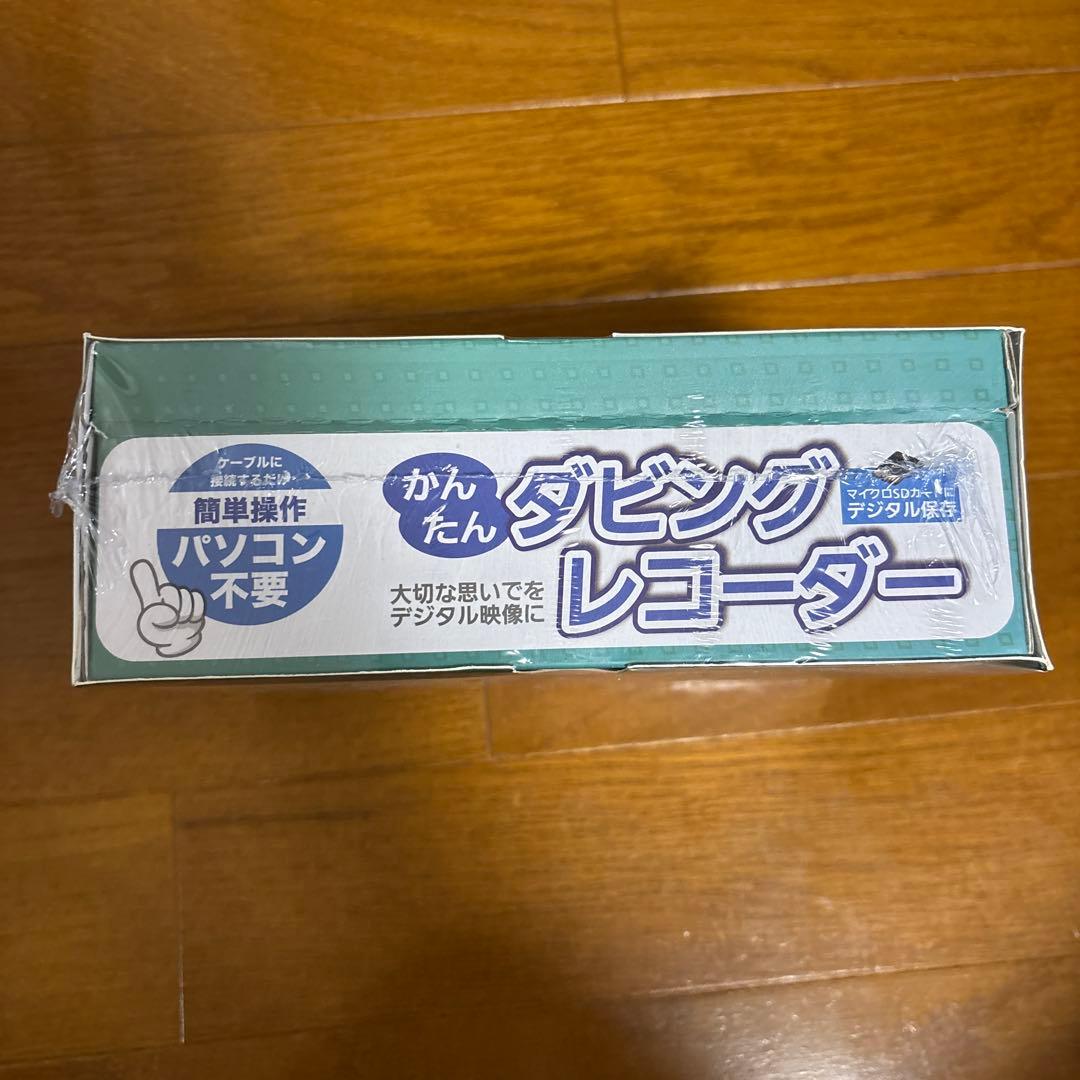 ケーブルに
接続するだけ
簡単操作
パソコン
不要
かん
たん
ダビング
レコーダー
大切な思いでを
デジタル映像に
マイクロSDカードに
デジタル保存